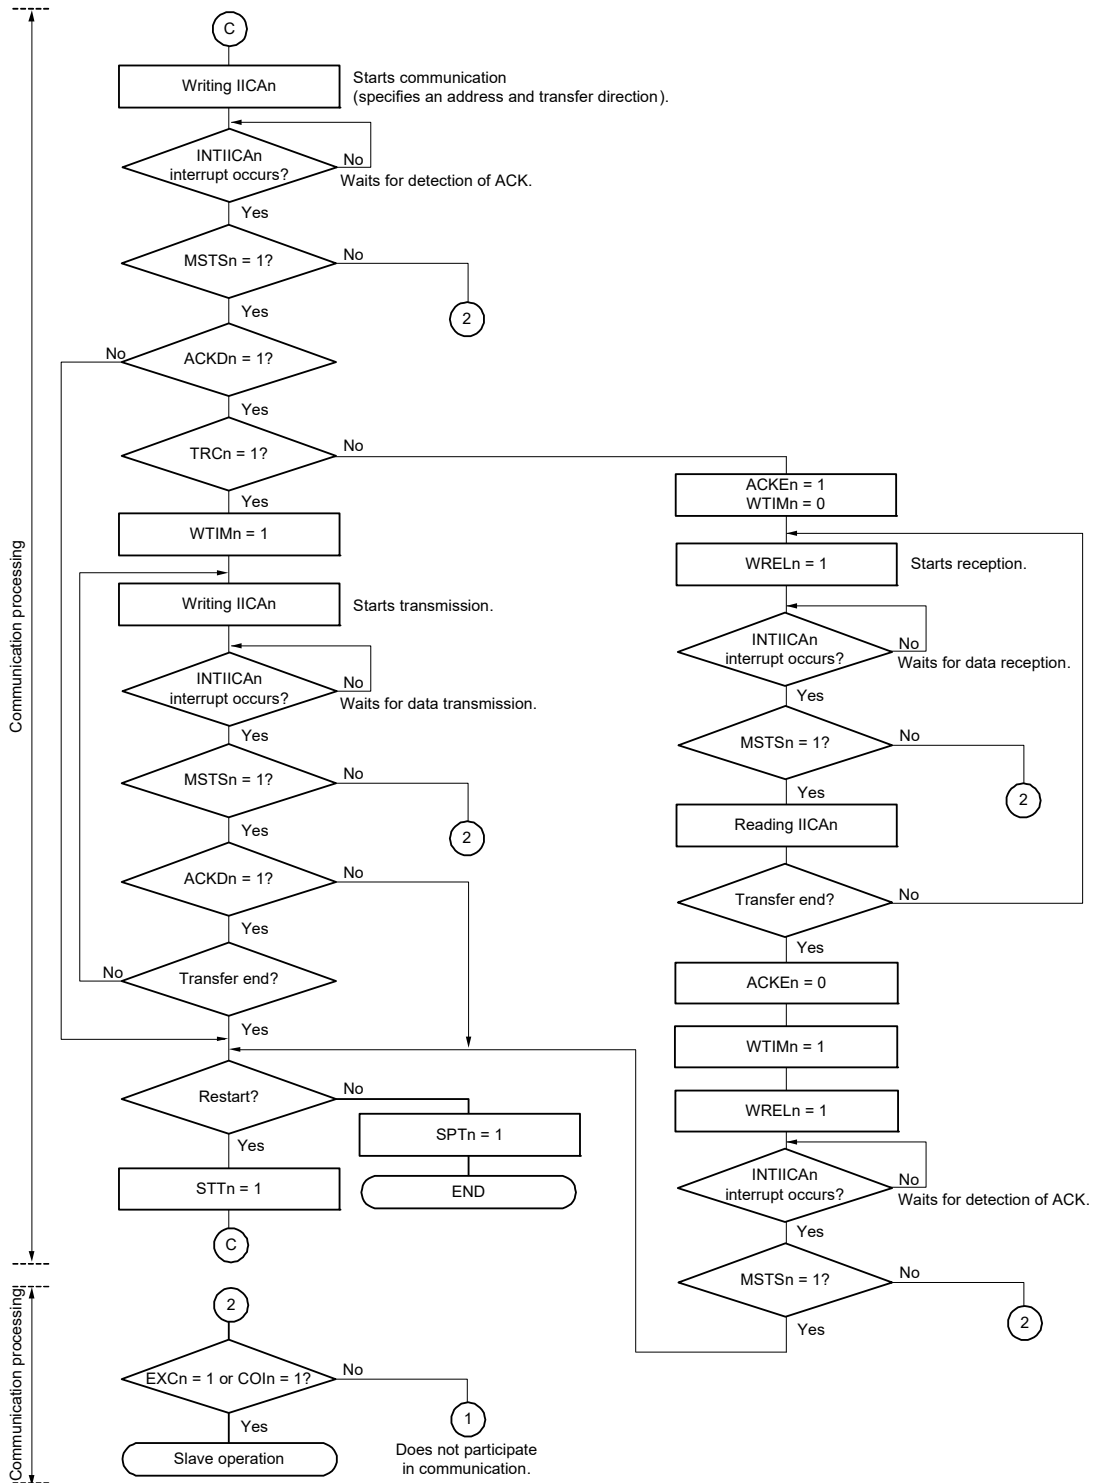 C
Writing IICAn
Starts communication
(specifies an address and transfer direction).
INTIICAn
interrupt occurs?
No
Waits for detection of ACK.
Yes
MSTSn = 1?
No
2
Yes
No
ACKDn = 1?
Yes
TRCn = 1?
No
Yes
WTIMn = 1
Writing IICAn
Starts transmission.
INTIICAn
interrupt occurs?
No
Waits for data transmission.
Yes
MSTSn = 1?
No
2
Yes
ACKDn = 1?
No
Yes
No
Transfer end?
Yes
Restart?
No
SPTn = 1
END
Yes
STTn = 1
C
ACKEn = 1
WTIMn = 0
WRELn = 1
Starts reception.
INTIICAn
interrupt occurs?
No
Waits for data reception.
Yes
MSTSn = 1?
No
2
Yes
Reading IICAn
Transfer end?
No
Yes
ACKEn = 0
WTIMn = 1
WRELn = 1
INTIICAn
interrupt occurs?
No
Waits for detection of ACK.
Yes
MSTSn = 1?
No
2
Yes
Communication processing
2
EXCn = 1 or COIn = 1?
No
1
Does not participate
in communication.
Yes
Slave operation
Communication processing